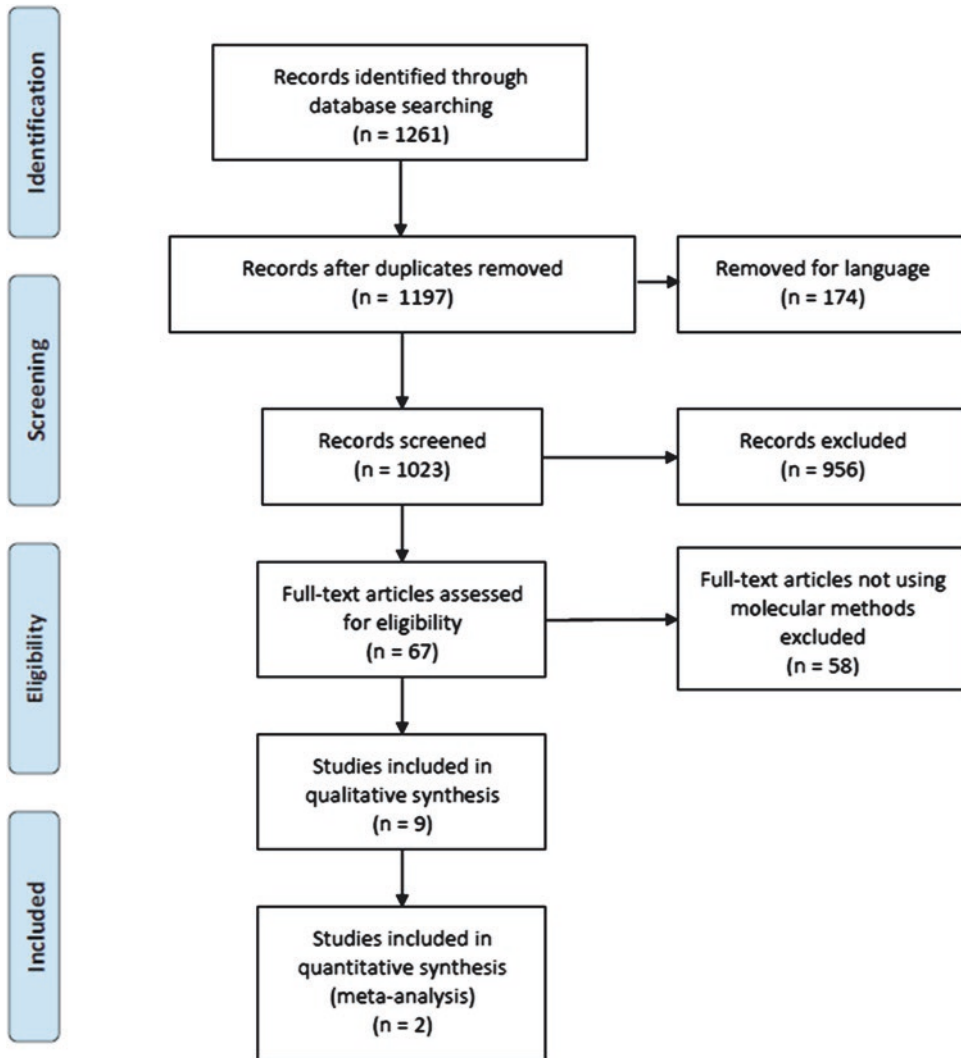 Identification
Records identified through
database searching
(n = 1261)
Records after duplicates removed
(n = 1197)
Removed for language
(n = 174)
Screening
Records screened
(n = 1023)
Records excluded
(n = 956)
Eligibility
Full-text articles assessed
for eligibility
(n = 67)
Full-text articles not using
molecular methods
excluded
(n = 58)
Studies included in
qualitative synthesis
(n = 9)
Included
Studies included in
quantitative synthesis
(meta-analysis)
(n = 2)